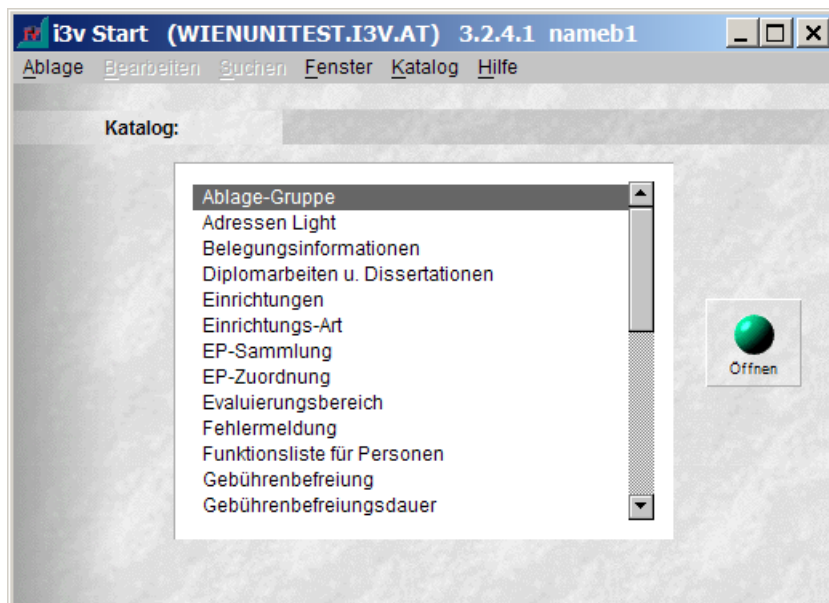 i3v Start (WIENUNITEST.I3V.AT) 3.2.4.1 nameb1
Ablage Bearbeiten Suchen Fenster Katalog Hilfe
Katalog:
Ablage-Gruppe
Adressen Light
Belegungsinformationen
Diplomarbeiten u. Dissertationen
Einrichtungen
Einrichtungs-Art
EP-Sammlung
EP-Zuordnung
Evaluierungsbereich
Fehlermeldung
Funktionsliste für Personen
Gebührenbefreiung
Gebührenbefreiungsdauer
Öffnen